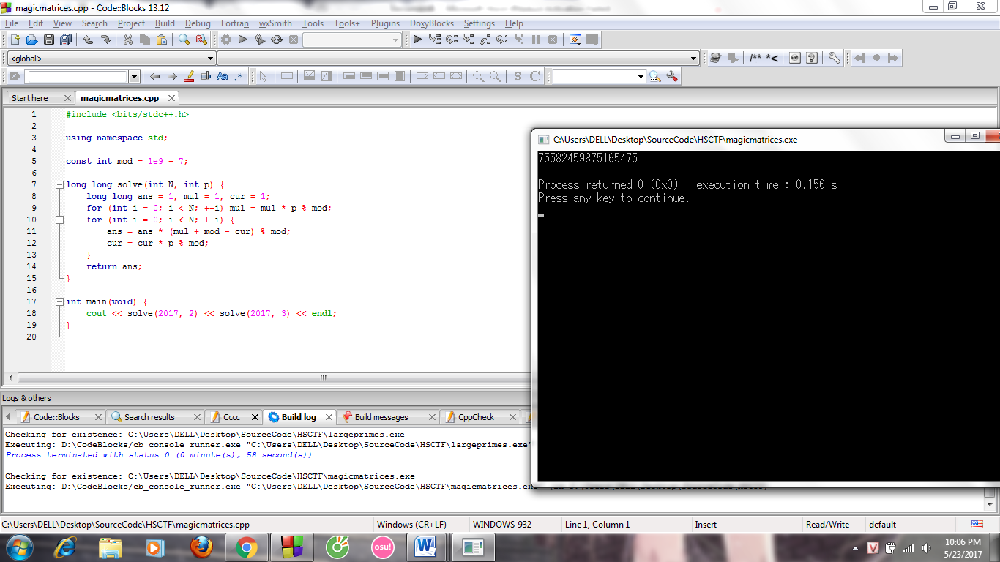 magicmatrices.cpp - Code::Blocks 13.12
File Edit View Search Project Build Debug Fortran wxSmith Tools Tools+ Plugins DoxyBlocks Settings Help
<global>
/** *<
Start here
magicmatrices.cpp
1 #include <bits/stdc++.h>
2
3 using namespace std;
4
5 const int mod = 1e9 + 7;
6
7 long long solve(int N, int p) {
8 long long ans = 1, mul = 1, cur = 1;
9 for (int i = 0; i < N; ++i) mul = mul * p % mod;
10 for (int i = 0; i < N; ++i) {
11 ans = ans * (mul + mod - cur) % mod;
12 cur = cur * p % mod;
13 }
14 return ans;
15 }
16
17 int main(void) {
18 cout << solve(2017, 2) << solve(2017, 3) << endl;
19 }
20
C:\Users\DELL\Desktop\SourceCode\HSCTF\magicmatrices.exe
75582459875165475
Process returned 0 (0x0) execution time : 0.156 s
Press any key to continue.
Logs & others
Code::Blocks
Search results
Cccc
Build log
Build messages
CppCheck
Checking for existence: C:\Users\DELL\Desktop\SourceCode\HSCTF\largeprimes.exe
Executing: D:\CodeBlocks/cb_console_runner.exe "C:\Users\DELL\Desktop\SourceCode\HSCTF\largeprimes.exe"
Process terminated with status 0 (0 minute(s), 58 second(s))
Checking for existence: C:\Users\DELL\Desktop\SourceCode\HSCTF\magicmatrices.exe
Executing: D:\CodeBlocks/cb_console_runner.exe "C:\Users\DELL\Desktop\SourceCode\HSCTF\magicmatrices.exe"
C:\Users\DELL\Desktop\SourceCode\HSCTF\magicmatrices.cpp
Windows (CR+LF)
WINDOWS-932
Line 1, Column 1
Insert
Read/Write
default
osu!
10:06 PM
5/23/2017